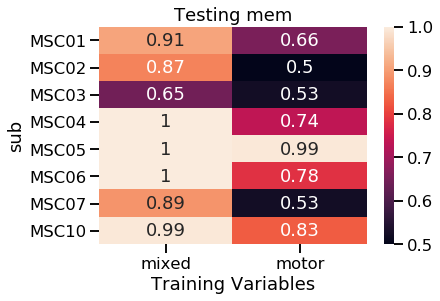 Testing mem
MSC01 0.91 0.66
MSC02 0.87 0.5
MSC03 0.65 0.53
MSC04 1 0.74
MSC05 1 0.99
MSC06 1 0.78
MSC07 0.89 0.53
MSC10 0.99 0.83
sub
mixed motor
Training Variables
1.0
0.9
0.8
0.7
0.6
0.5